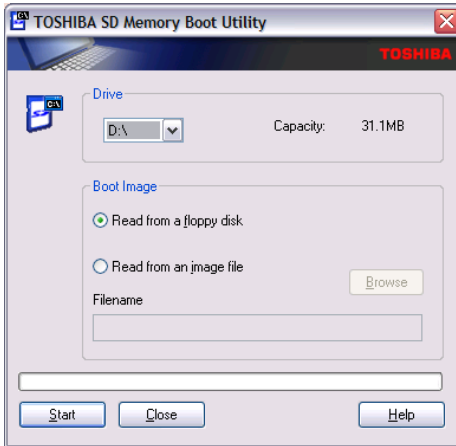 TOSHIBA SD Memory Boot Utility
TOSHIBA
Drive
D:\ Capacity: 31.1MB
Boot Image
Read from a floppy disk
Read from an image file
Browse
Filename
Start Close Help